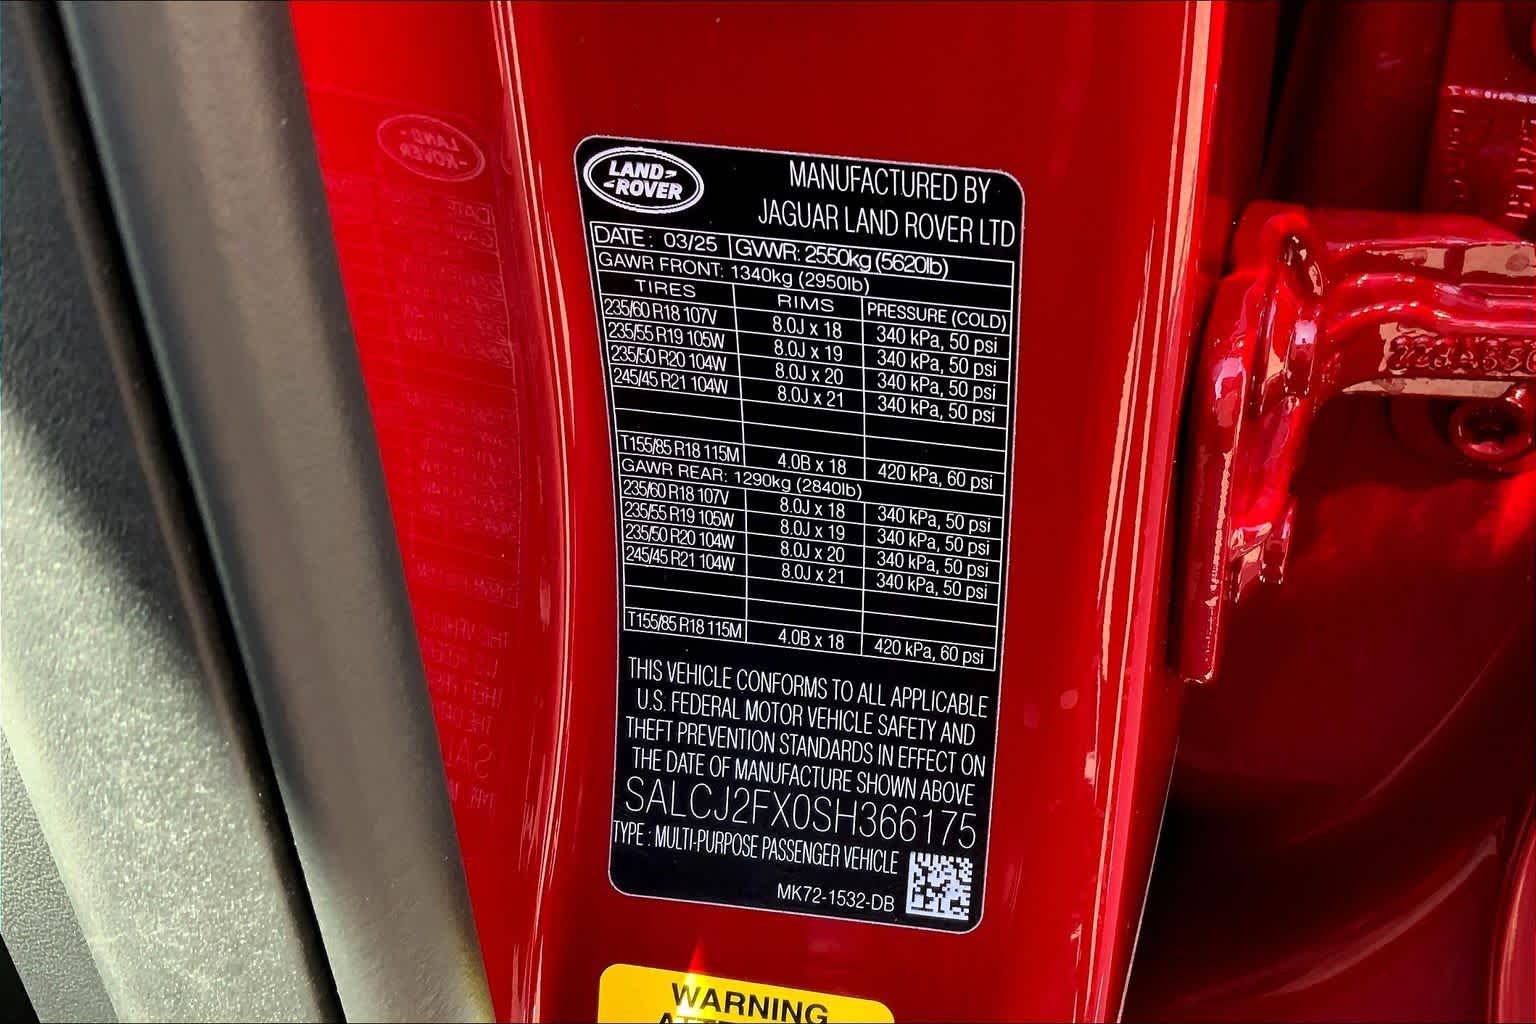 LAND ROVER
MANUFACTURED BY
JAGUAR LAND ROVER LTD
DATE : 03/25 GVWR: 2550kg (5620lb)
GAWR FRONT: 1340kg (2950lb)
TIRES RIMS PRESSURE (COLD)
235/60 R18 107V 8.0J x 18 340 kPa, 50 psi
235/55 R19 105W 8.0J x 19 340 kPa, 50 psi
235/50 R20 104W 8.0J x 20 340 kPa, 50 psi
245/45 R21 104W 8.0J x 21 340 kPa, 50 psi
T155/85 R18 115M 4.0B x 18 420 kPa, 60 psi
GAWR REAR: 1290kg (2840lb)
235/60 R18 107V 8.0J x 18 340 kPa, 50 psi
235/55 R19 105W 8.0J x 19 340 kPa, 50 psi
235/50 R20 104W 8.0J x 20 340 kPa, 50 psi
245/45 R21 104W 8.0J x 21 340 kPa, 50 psi
T155/85 R18 115M 4.0B x 18 420 kPa, 60 psi
THIS VEHICLE CONFORMS TO ALL APPLICABLE
U.S. FEDERAL MOTOR VEHICLE SAFETY AND
THEFT PREVENTION STANDARDS IN EFFECT ON
THE DATE OF MANUFACTURE SHOWN ABOVE
SALCJ2FX0SH366175
TYPE : MULTI-PURPOSE PASSENGER VEHICLE
MK72-1532-DB
WARNING